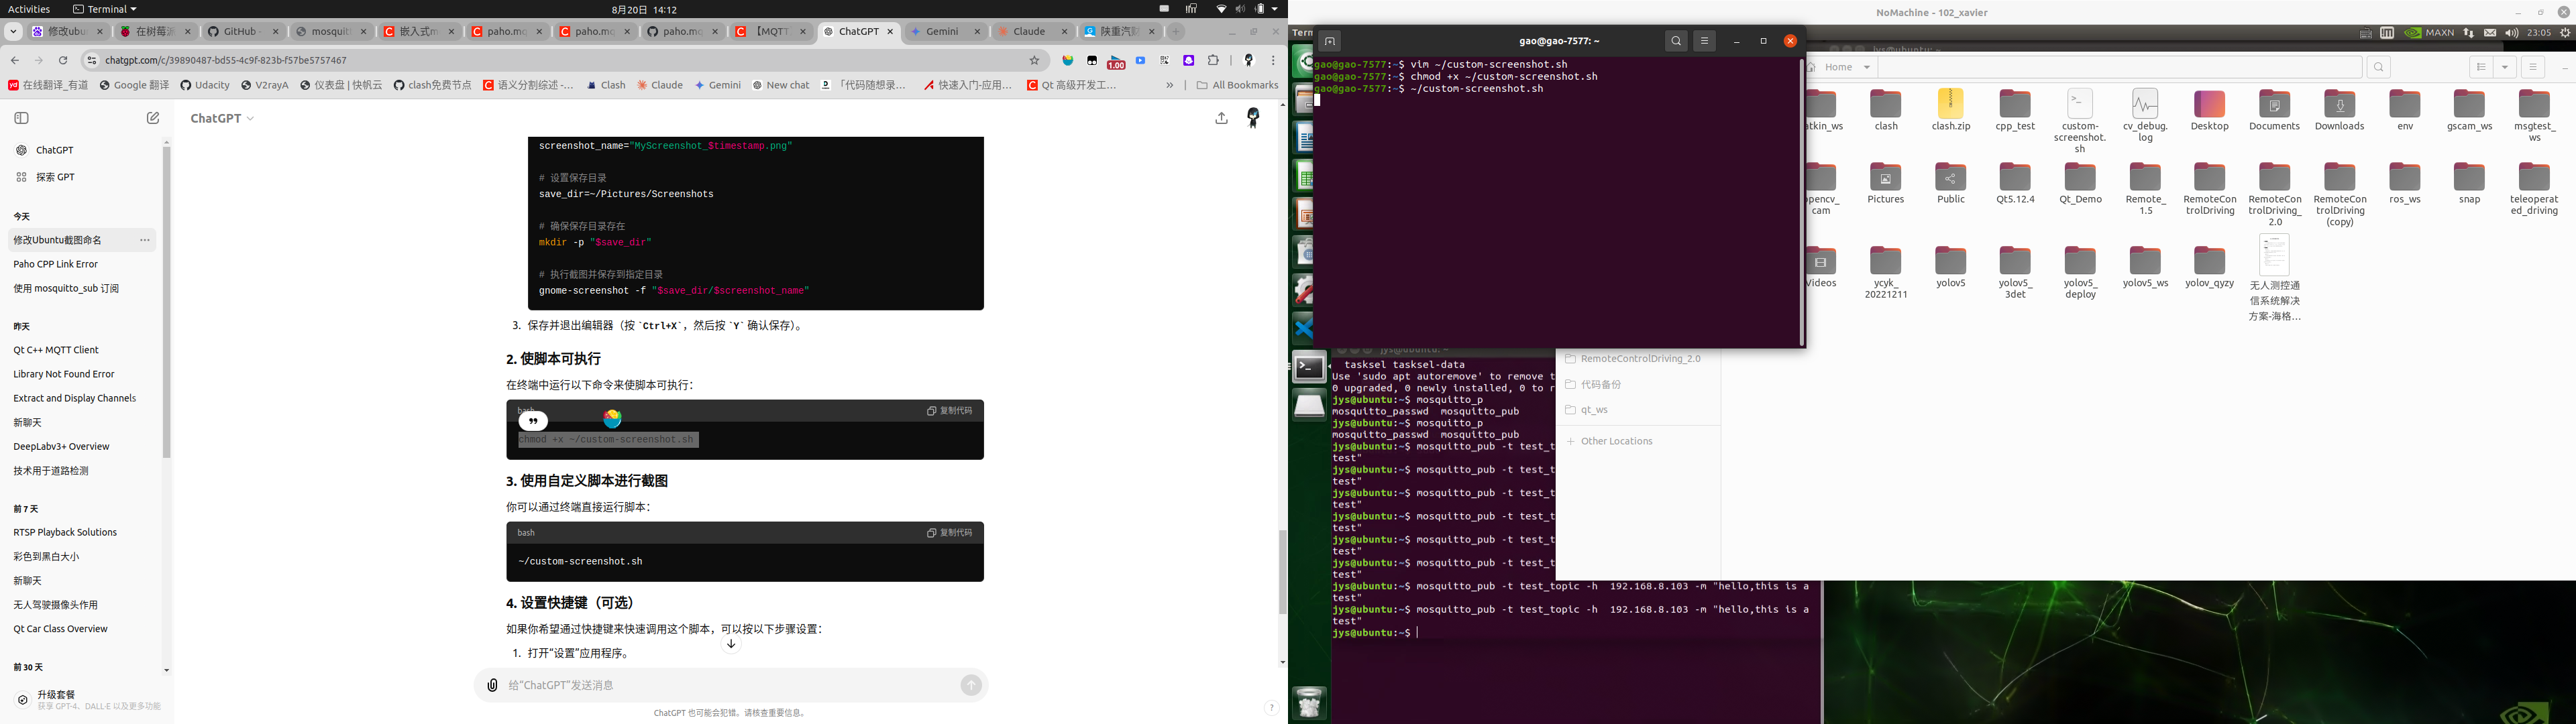 Activities
Terminal
8月20日 14:12
修改ubu
在树莓派
GitHub -
mosquitt
嵌入式m
paho.mq
paho.mq
paho.mq
【MQTT
ChatGPT
Gemini
Claude
陕重汽财
chatgpt.com/c/39890487-bd55-4c9f-823b-f57be5757467
1.00
在线翻译_有道
Google 翻译
Udacity
V2rayA
仪表盘 | 快帆云
clash免费节点
语义分割综述 -…
Clash
Claude
Gemini
New chat
「代码随想录…
快速入门-应用…
Qt 高级开发工…
»
All Bookmarks
ChatGPT
探索 GPT
今天
修改Ubuntu截图命名
Paho CPP Link Error
使用 mosquitto_sub 订阅
昨天
Qt C++ MQTT Client
Library Not Found Error
Extract and Display Channels
新聊天
DeepLabv3+ Overview
技术用于道路检测
前 7 天
RTSP Playback Solutions
彩色到黑白大小
新聊天
无人驾驶摄像头作用
Qt Car Class Overview
前 30 天
升级套餐
获享 GPT-4、DALL·E 以及更多功能
ChatGPT
screenshot_name="MyScreenshot_$timestamp.png"
# 设置保存目录
save_dir=~/Pictures/Screenshots
# 确保保存目录存在
mkdir -p "$save_dir"
# 执行截图并保存到指定目录
gnome-screenshot -f "$save_dir/$screenshot_name"
3. 保存并退出编辑器（按 `Ctrl+X`，然后按 `Y` 确认保存）。
2. 使脚本可执行
在终端中运行以下命令来使脚本可执行：
复制代码
chmod +x ~/custom-screenshot.sh
3. 使用自定义脚本进行截图
你可以通过终端直接运行脚本：
bash
复制代码
~/custom-screenshot.sh
4. 设置快捷键（可选）
如果你希望通过快捷键来快速调用这个脚本，可以按以下步骤设置：
1. 打开“设置”应用程序。
给“ChatGPT”发送消息
ChatGPT 也可能会犯错。请核查重要信息。
?
NoMachine - 102_xavier
MAXN
23:05
gao@gao-7577: ~
gao@gao-7577:~$ vim ~/custom-screenshot.sh
gao@gao-7577:~$ chmod +x ~/custom-screenshot.sh
gao@gao-7577:~$ ~/custom-screenshot.sh
jys@ubuntu: ~
Home
clash
clash.zip
cpp_test
custom-screenshot.sh
cv_debug.log
Desktop
Documents
Downloads
env
gscam_ws
msgtest_ws
Pictures
Public
Qt5.12.4
Qt_Demo
Remote_1.5
RemoteControlDriving
RemoteControlDriving_2.0
RemoteControlDriving (copy)
ros_ws
snap
teleoperated_driving
Videos
ycyk_20221211
yolov5
yolov5_3det
yolov5_deploy
yolov5_ws
yolov_qyzy
无人测控通信系统解决方案-海格…
RemoteControlDriving_2.0
代码备份
qt_ws
Other Locations
jys@ubuntu: ~
tasksel tasksel-data
Use 'sudo apt autoremove' to remove t
0 upgraded, 0 newly installed, 0 to r
jys@ubuntu:~$ mosquitto_p
mosquitto_passwd mosquitto_pub
jys@ubuntu:~$ mosquitto_p
mosquitto_passwd mosquitto_pub
jys@ubuntu:~$ mosquitto_pub -t test_t
test"
jys@ubuntu:~$ mosquitto_pub -t test_t
test"
jys@ubuntu:~$ mosquitto_pub -t test_t
test"
jys@ubuntu:~$ mosquitto_pub -t test_t
test"
jys@ubuntu:~$ mosquitto_pub -t test_t
test"
jys@ubuntu:~$ mosquitto_pub -t test_t
test"
jys@ubuntu:~$ mosquitto_pub -t test_topic -h 192.168.8.103 -m "hello,this is a
test"
jys@ubuntu:~$ mosquitto_pub -t test_topic -h 192.168.8.103 -m "hello,this is a
test"
jys@ubuntu:~$